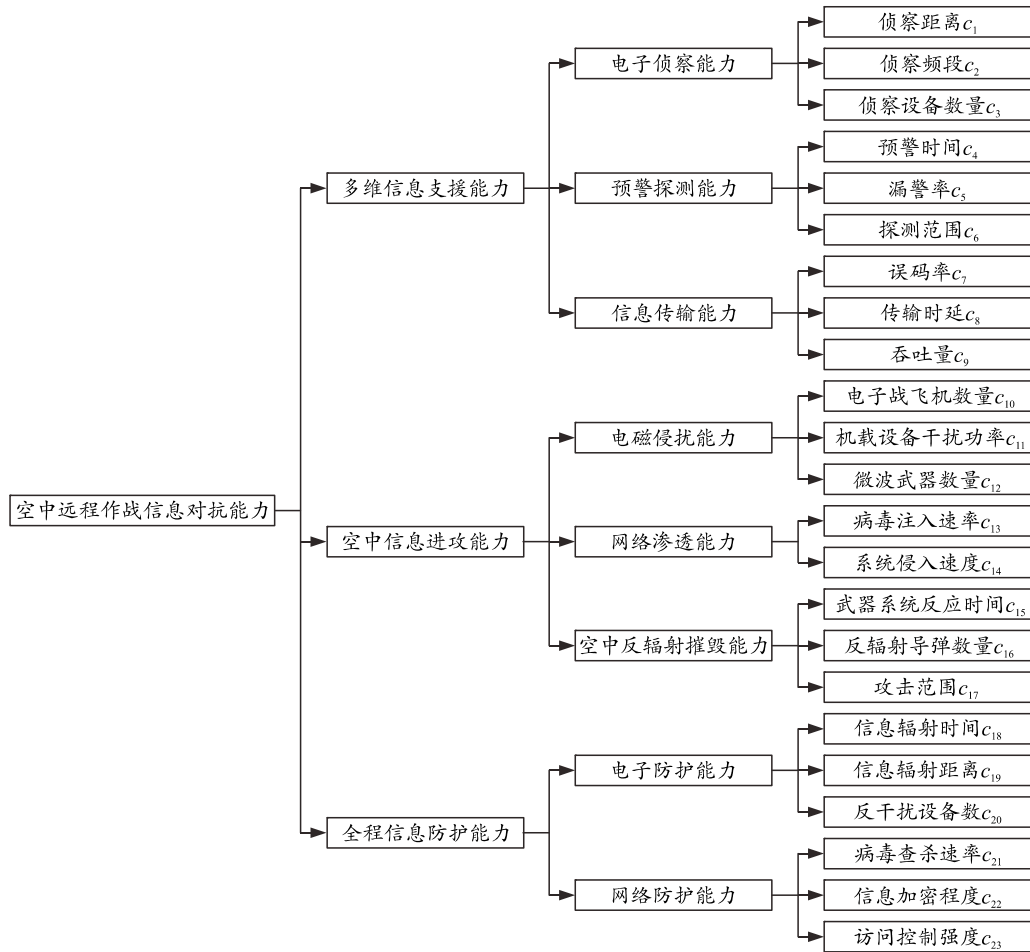 空中远程作战信息对抗能力
多维信息支援能力
电子侦察能力
侦察距离c₁
侦察频段c₂
侦察设备数量c₃
预警探测能力
预警时间c₄
漏警率c₅
探测范围c₆
信息传输能力
误码率c₇
传输时延c₈
吞吐量c₉
空中信息进攻能力
电磁侵扰能力
电子战飞机数量c₁₀
机载设备干扰功率c₁₁
微波武器数量c₁₂
网络渗透能力
病毒注入速率c₁₃
系统侵入速度c₁₄
空中反辐射摧毁能力
武器系统反应时间c₁₅
反辐射导弹数量c₁₆
攻击范围c₁₇
全程信息防护能力
电子防护能力
信息辐射时间c₁₈
信息辐射距离c₁₉
反干扰设备数c₂₀
网络防护能力
病毒查杀速率c₂₁
信息加密程度c₂₂
访问控制强度c₂₃